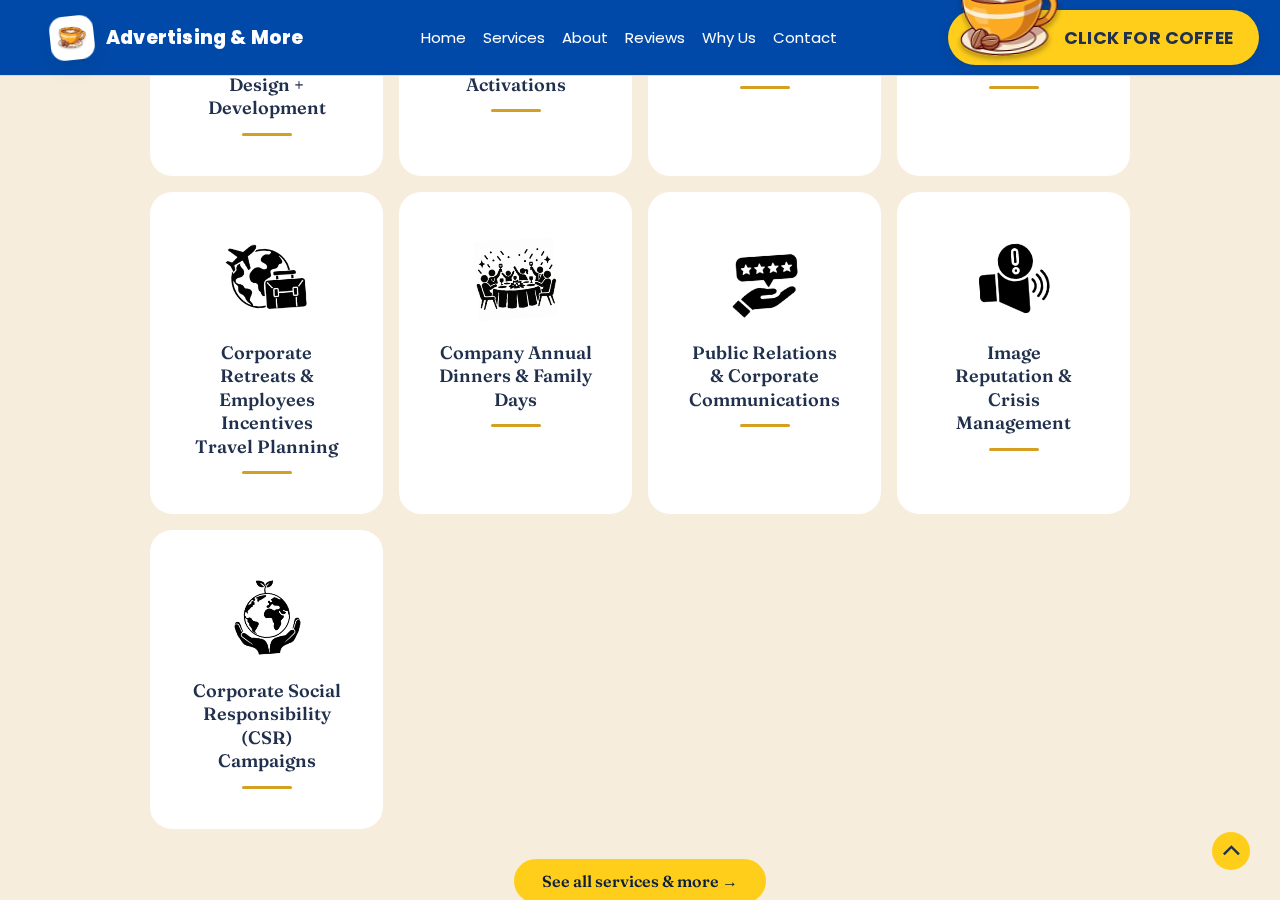 Advertising & More
Home Services About Reviews Why Us Contact
CLICK FOR COFFEE
Design +
Development
Activations
Corporate
Retreats &
Employees
Incentives
Travel Planning
Company Annual
Dinners & Family
Days
Public Relations
& Corporate
Communications
Image
Reputation &
Crisis
Management
Corporate Social
Responsibility
(CSR)
Campaigns
See all services & more →